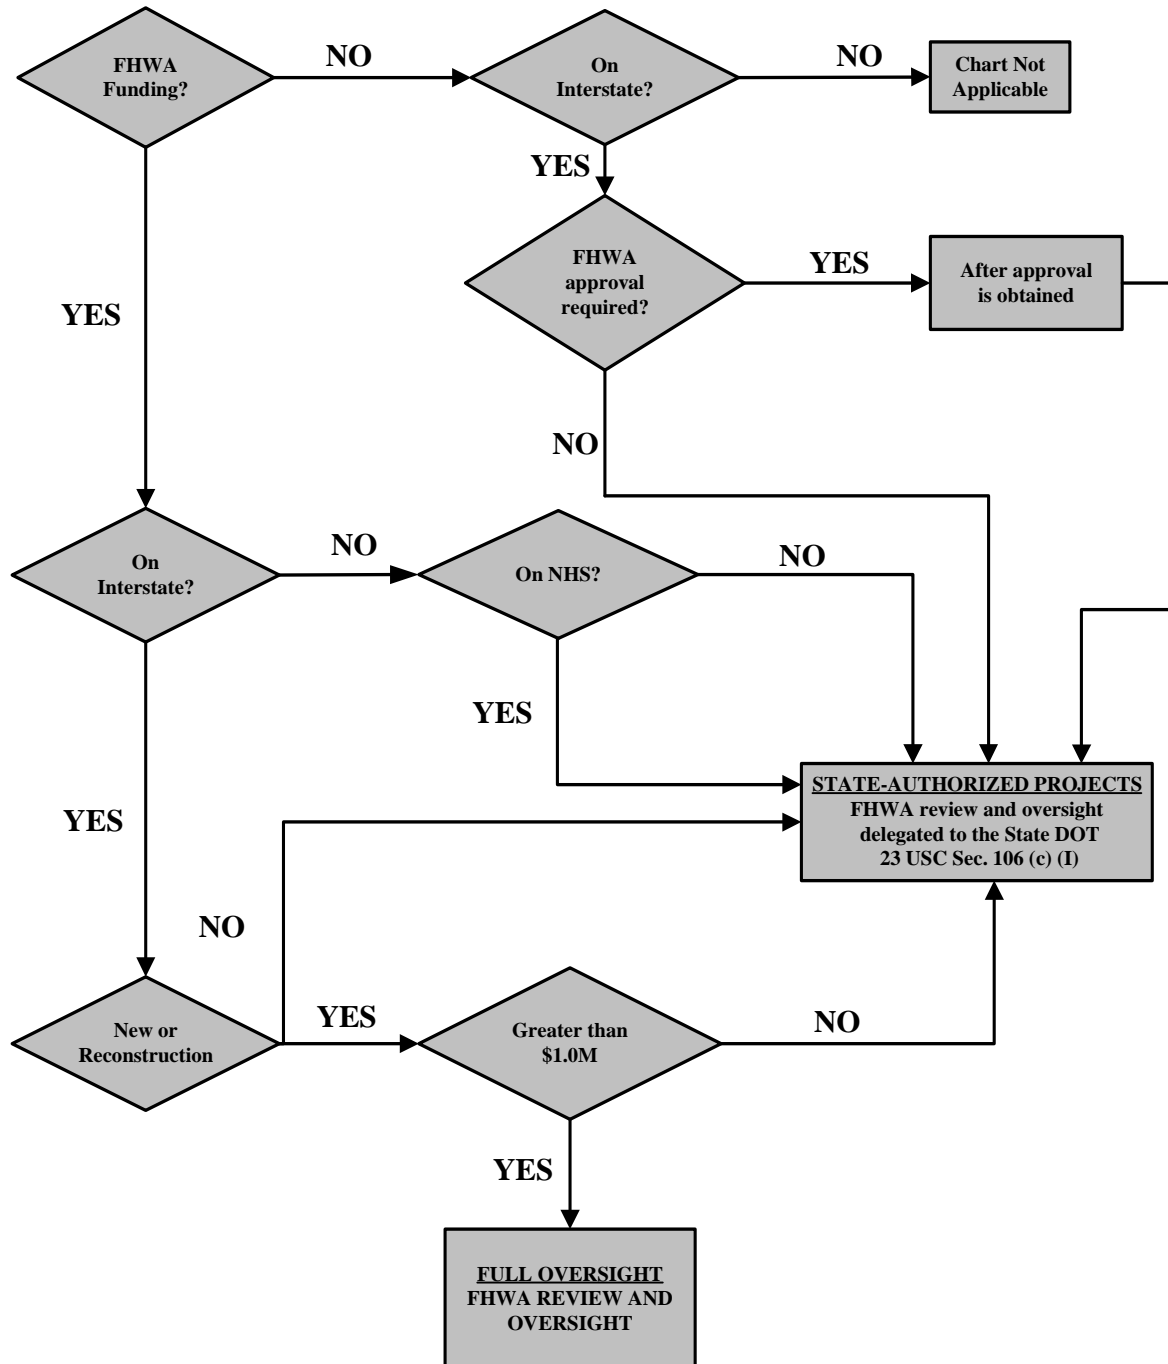 FHWA
Funding?
NO
On
Interstate?
NO
Chart Not
Applicable
YES
FHWA
approval
required?
YES
After approval
is obtained
YES
NO
On
Interstate?
NO
On NHS?
NO
YES
STATE-AUTHORIZED PROJECTS
FHWA review and oversight
delegated to the State DOT
23 USC Sec. 106 (c) (I)
YES
NO
New or
Reconstruction
YES
Greater than
$1.0M
NO
YES
FULL OVERSIGHT
FHWA REVIEW AND
OVERSIGHT